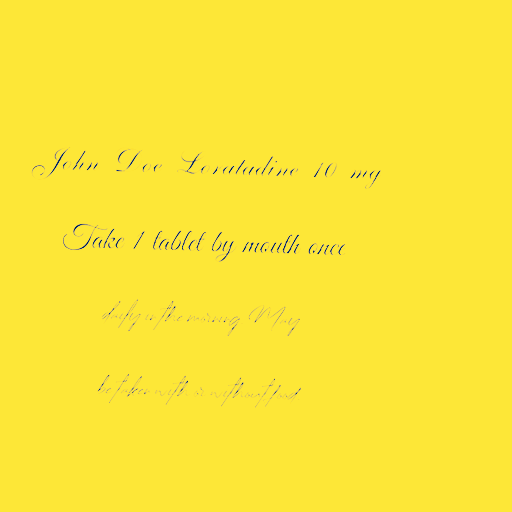 John Doe Loratadine 10 mg
Take 1 tablet by mouth once
daily in the morning May
be taken with or without food